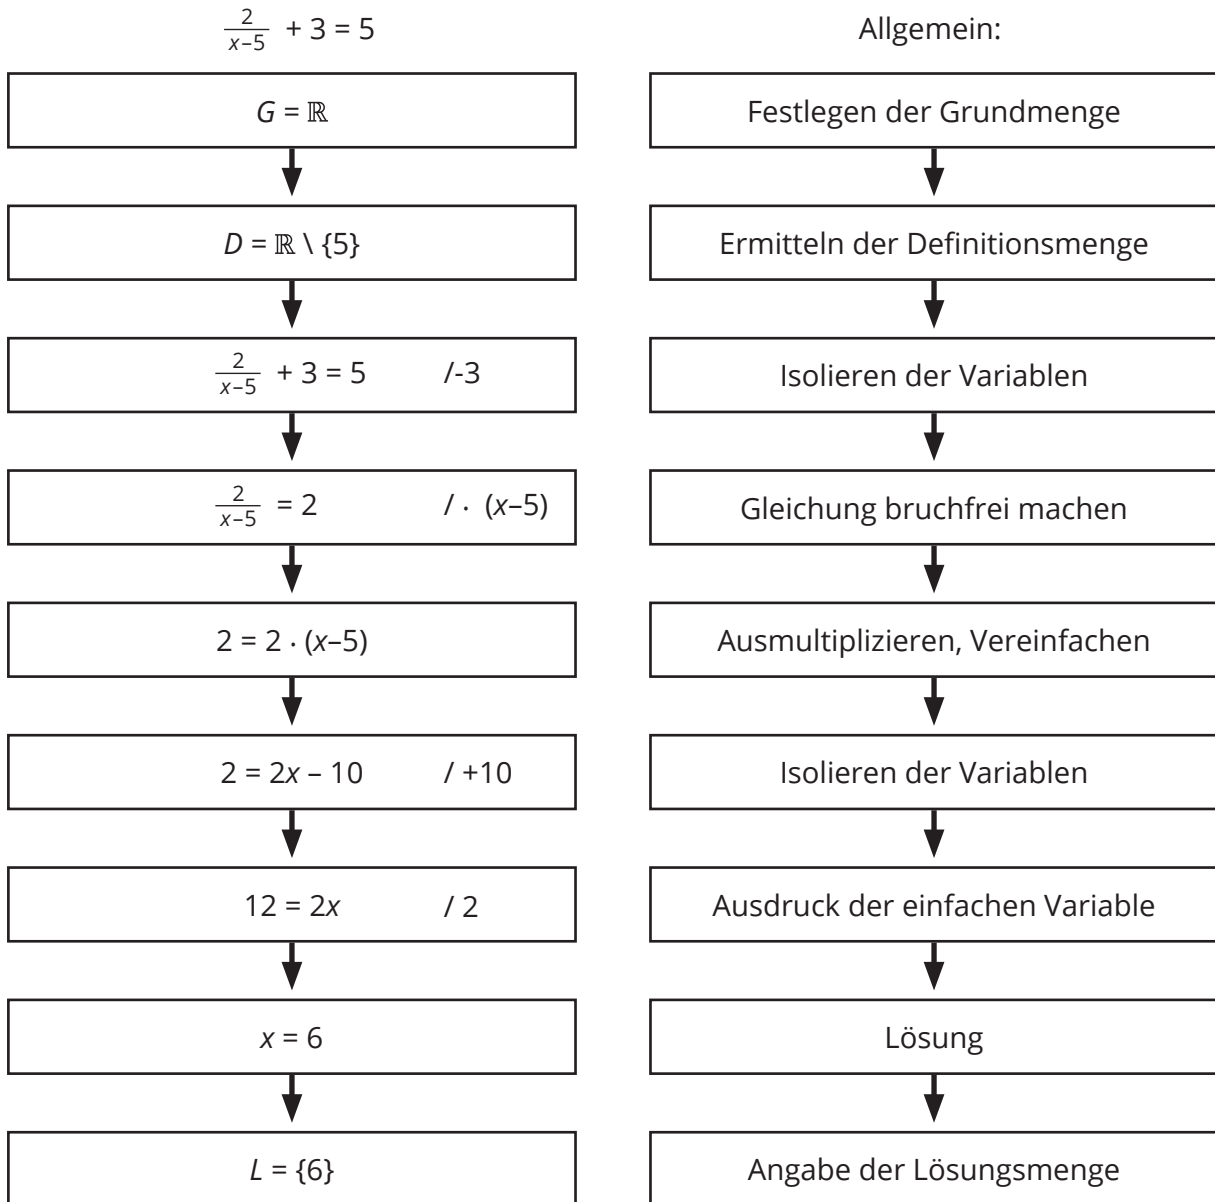 2/(x–5) + 3 = 5
G = ℝ
D = ℝ \ {5}
2/(x–5) + 3 = 5 /-3
2/(x–5) = 2 / · (x–5)
2 = 2 · (x–5)
2 = 2x – 10 / +10
12 = 2x / 2
x = 6
L = {6}
Allgemein:
Festlegen der Grundmenge
Ermitteln der Definitionsmenge
Isolieren der Variablen
Gleichung bruchfrei machen
Ausmultiplizieren, Vereinfachen
Isolieren der Variablen
Ausdruck der einfachen Variable
Lösung
Angabe der Lösungsmenge